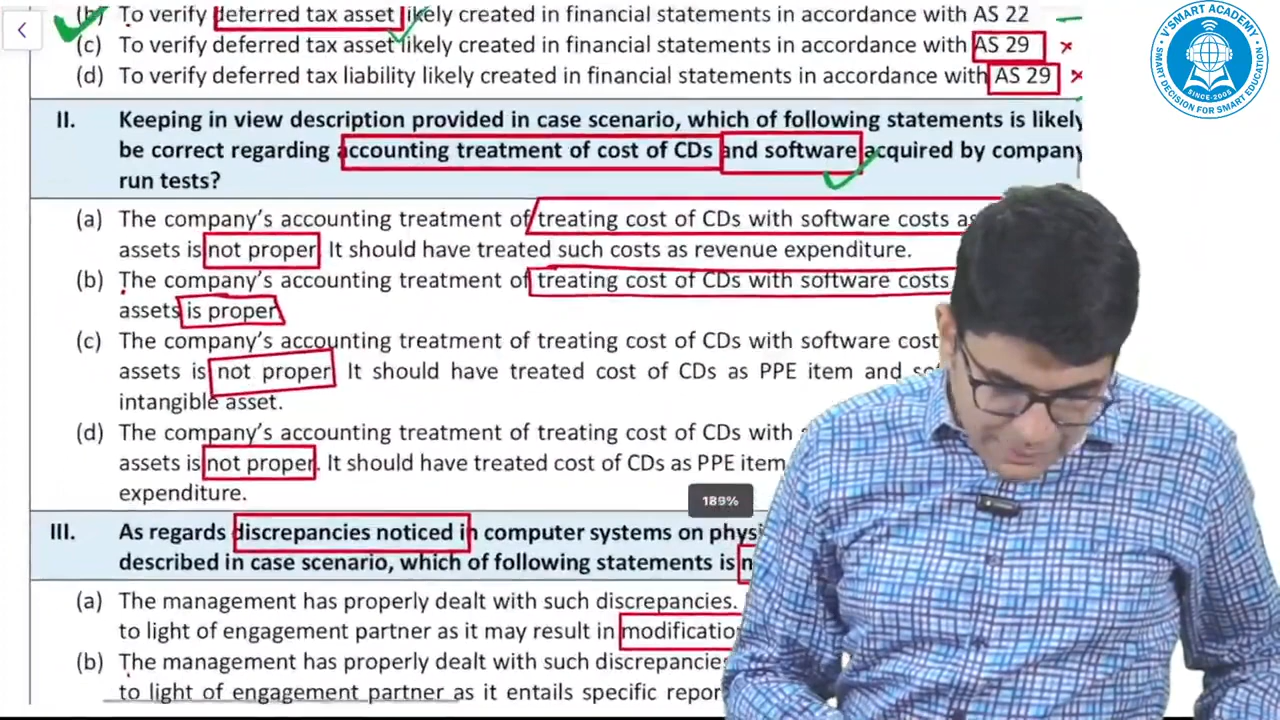 (b) To verify deferred tax asset likely created in financial statements in accordance with AS 22
(c) To verify deferred tax asset likely created in financial statements in accordance with AS 29
(d) To verify deferred tax liability likely created in financial statements in accordance with AS 29
II. Keeping in view description provided in case scenario, which of following statements is likely
be correct regarding accounting treatment of cost of CDs and software acquired by company
run tests?
(a) The company's accounting treatment of treating cost of CDs with software costs as
assets is not proper. It should have treated such costs as revenue expenditure.
(b) The company's accounting treatment of treating cost of CDs with software costs
assets is proper.
(c) The company's accounting treatment of treating cost of CDs with software cost
assets is not proper. It should have treated cost of CDs as PPE item and
intangible asset.
(d) The company's accounting treatment of treating cost of CDs with
assets is not proper. It should have treated cost of CDs as PPE item
expenditure.
189%
III. As regards discrepancies noticed in computer systems on
described in case scenario, which of following statements is
(a) The management has properly dealt with such discrepancies.
to light of engagement partner as it may result in
(b) The management has properly dealt with such discrepancies
to light of engagement partner as it entails specific
V'SMART ACADEMY
SINCE-2005
SMART DECISION FOR SMART EDUCATION